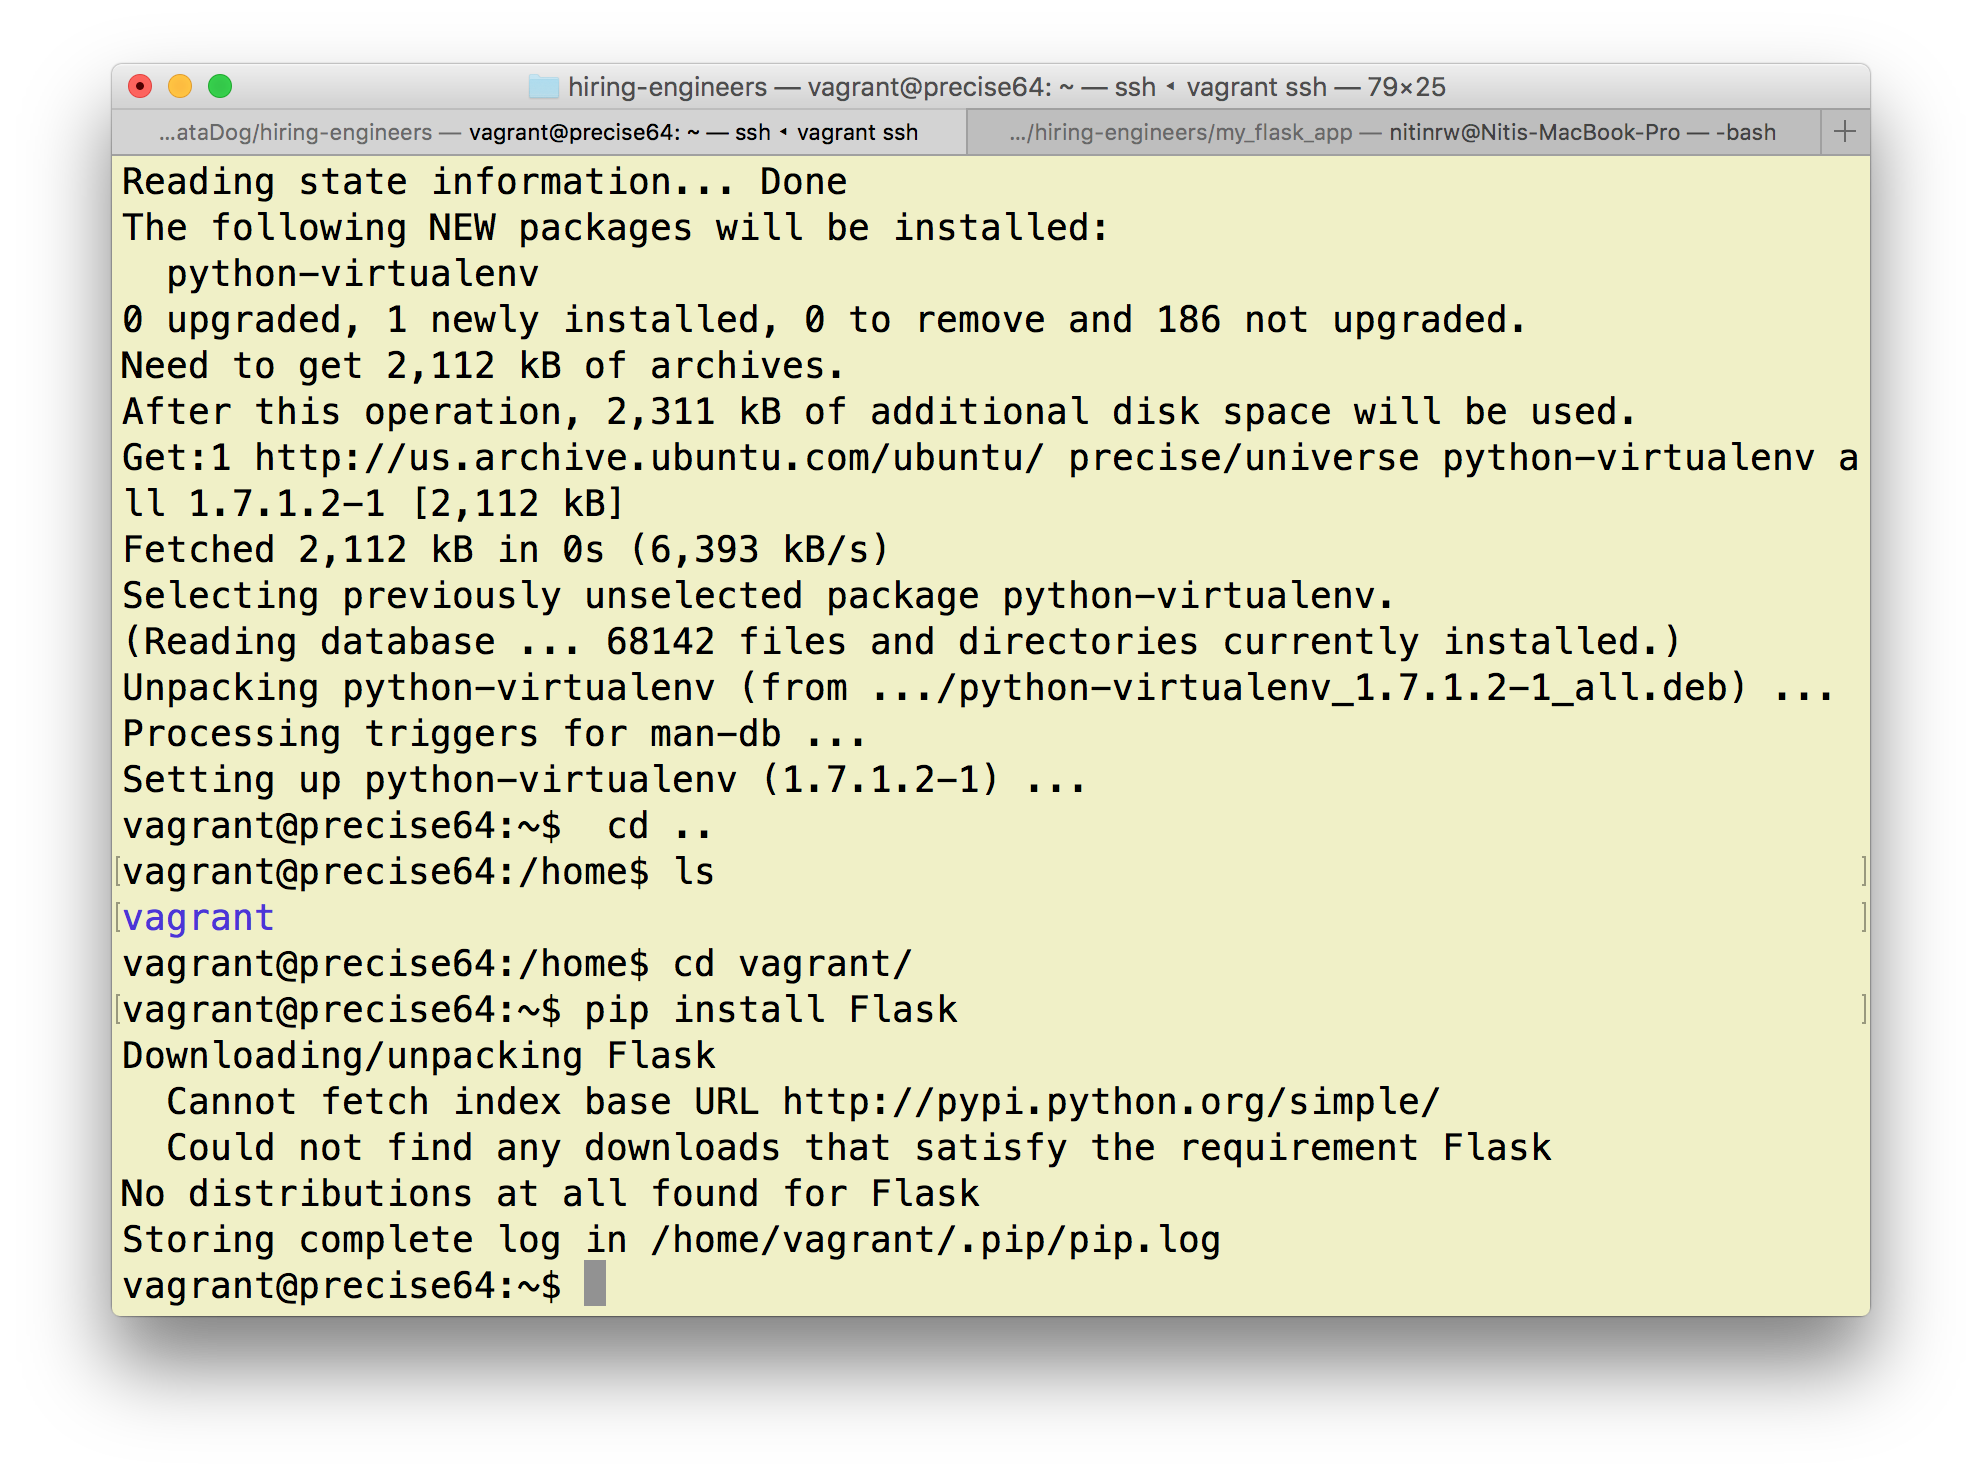 hiring-engineers — vagrant@precise64: ~ — ssh ◂ vagrant ssh — 79×25
...ataDog/hiring-engineers — vagrant@precise64: ~ — ssh ◂ vagrant ssh
.../hiring-engineers/my_flask_app — nitinrw@Nitis-MacBook-Pro — -bash
Reading state information... Done
The following NEW packages will be installed:
  python-virtualenv
0 upgraded, 1 newly installed, 0 to remove and 186 not upgraded.
Need to get 2,112 kB of archives.
After this operation, 2,311 kB of additional disk space will be used.
Get:1 http://us.archive.ubuntu.com/ubuntu/ precise/universe python-virtualenv a
ll 1.7.1.2-1 [2,112 kB]
Fetched 2,112 kB in 0s (6,393 kB/s)
Selecting previously unselected package python-virtualenv.
(Reading database ... 68142 files and directories currently installed.)
Unpacking python-virtualenv (from .../python-virtualenv_1.7.1.2-1_all.deb) ...
Processing triggers for man-db ...
Setting up python-virtualenv (1.7.1.2-1) ...
vagrant@precise64:~$  cd ..
vagrant@precise64:/home$ ls
vagrant
vagrant@precise64:/home$ cd vagrant/
vagrant@precise64:~$ pip install Flask
Downloading/unpacking Flask
  Cannot fetch index base URL http://pypi.python.org/simple/
  Could not find any downloads that satisfy the requirement Flask
No distributions at all found for Flask
Storing complete log in /home/vagrant/.pip/pip.log
vagrant@precise64:~$